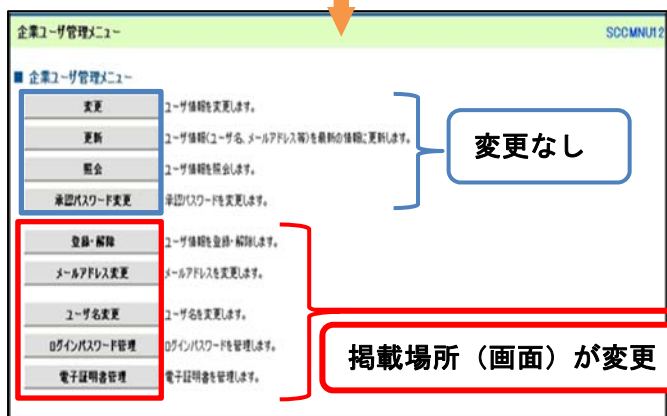 企業ユーザ管理メニュー SCCMNU12
■ 企業ユーザ管理メニュー
変更 ユーザ情報を変更します。
更新 ユーザ情報(ユーザ名、メールアドレス等)を最新の情報に更新します。
照会 ユーザ情報を照会します。
承認パスワード変更 承認パスワードを変更します。
変更なし
登録・解除 ユーザ情報を登録・解除します。
メールアドレス変更 メールアドレスを変更します。
ユーザ名変更 ユーザ名を変更します。
ログインパスワード管理 ログインパスワードを管理します。
電子証明書管理 電子証明書を管理します。
掲載場所（画面）が変更